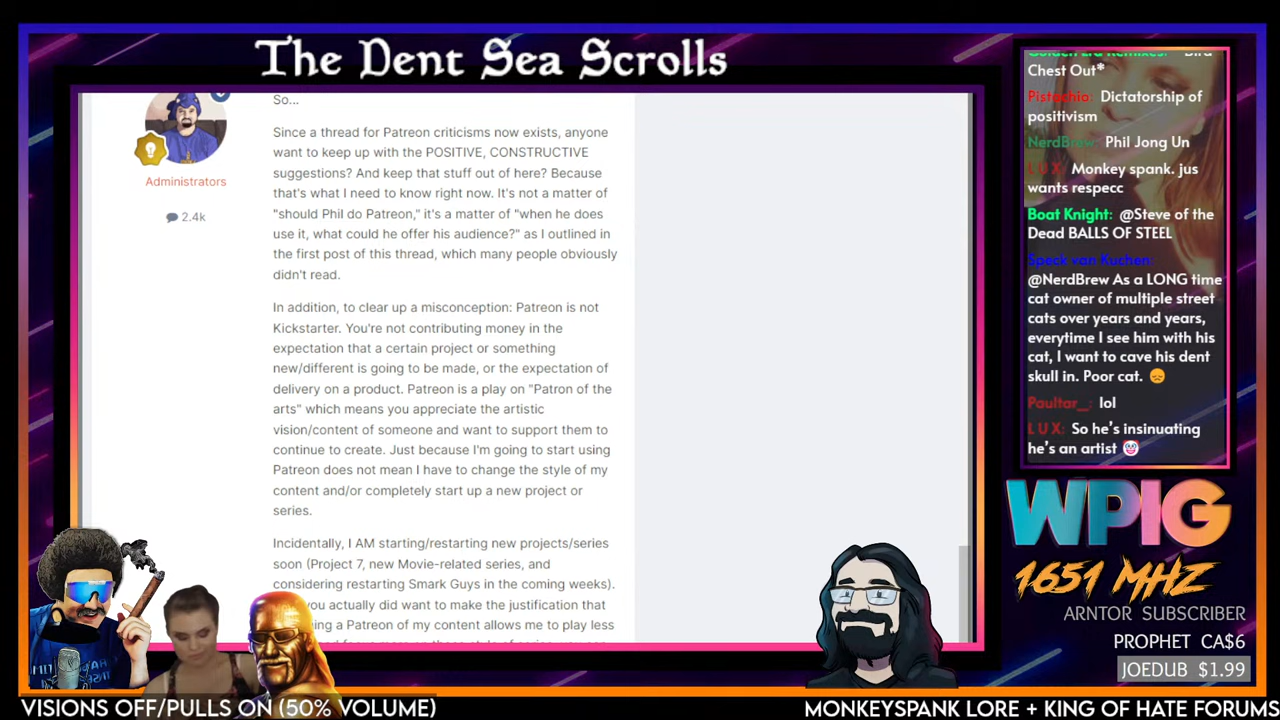 The Dent Sea Scrolls
So...
Since a thread for Patreon criticisms now exists, anyone
want to keep up with the POSITIVE, CONSTRUCTIVE
suggestions? And keep that stuff out of here? Because
that's what I need to know right now. It's not a matter of
"should Phil do Patreon," it's a matter of "when he does
use it, what could he offer his audience?" as I outlined in
the first post of this thread, which many people obviously
didn't read.
In addition, to clear up a misconception: Patreon is not
Kickstarter. You're not contributing money in the
expectation that a certain project or something
new/different is going to be made, or the expectation of
delivery on a product. Patreon is a play on "Patron of the
arts" which means you appreciate the artistic
vision/content of someone and want to support them to
continue to create. Just because I'm going to start using
Patreon does not mean I have to change the style of my
content and/or completely start up a new project or
series.
Incidentally, I AM starting/restarting new projects/series
soon (Project 7, new Movie-related series, and
considering restarting Smark Guys in the coming weeks).
you actually did want to make the justification that
a Patreon of my content allows me to play less
Administrators
2.4k
Chest Out*
Pistachio: Dictatorship of
positivism
NerdBrew: Phil Jong Un
L U X: Monkey spank. jus
wants respecc
Boat Knight: @Steve of the
Dead BALLS OF STEEL
Speck van Kuchen:
@NerdBrew As a LONG time
cat owner of multiple street
cats over years and years,
everytime I see him with his
cat, I want to cave his dent
skull in. Poor cat. 😞
Paultar_: lol
L U X: So he's insinuating
he's an artist 🤡
WPIG
1651 MHZ
ARNTOR SUBSCRIBER
PROPHET CA$6
JOEDUB $1.99
VISIONS OFF/PULLS ON (50% VOLUME)
MONKEYSPANK LORE + KING OF HATE FORUMS